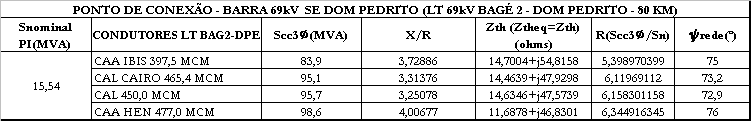 PONTO DE CONEXÃO - BARRA 69kV SE DOM PEDRITO (LT 69kV BAGÉ 2 - DOM PEDRITO - 80 KM)
Snominal PI(MVA) CONDUTORES LT BAG2-DPE Scc3Ø(MVA) X/R Zth (Ztheq=Zth) (ohms) R(Scc3Ø/Sn) ψrede(°)
15,54
CAA IBIS 397,5 MCM 83,9 3,72886 14,7004+j54,8158 5,398970399 75
CAL CAIRO 465,4 MCM 95,1 3,31376 14,4639+j47,9298 6,11969112 73,2
CAL 450,0 MCM 95,7 3,25078 14,6346+j47,5739 6,158301158 72,9
CAA HEN 477,0 MCM 98,6 4,00677 11,6878+j46,8301 6,344916345 76